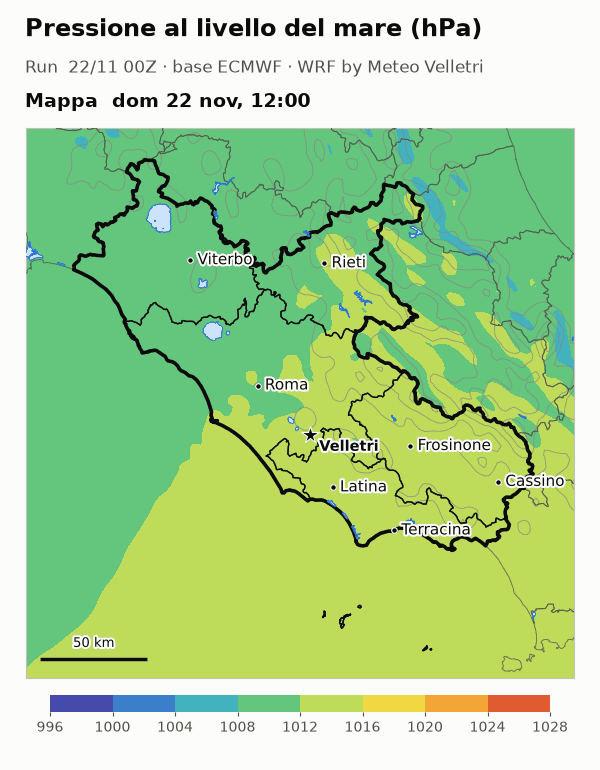 Pressione al livello del mare (hPa)
Run 22/11 00Z · base ECMWF · WRF by Meteo Velletri
Mappa dom 22 nov, 12:00
Viterbo
Rieti
Roma
Velletri
Frosinone
Latina
Cassino
Terracina
50 km
996 1000 1004 1008 1012 1016 1020 1024 1028